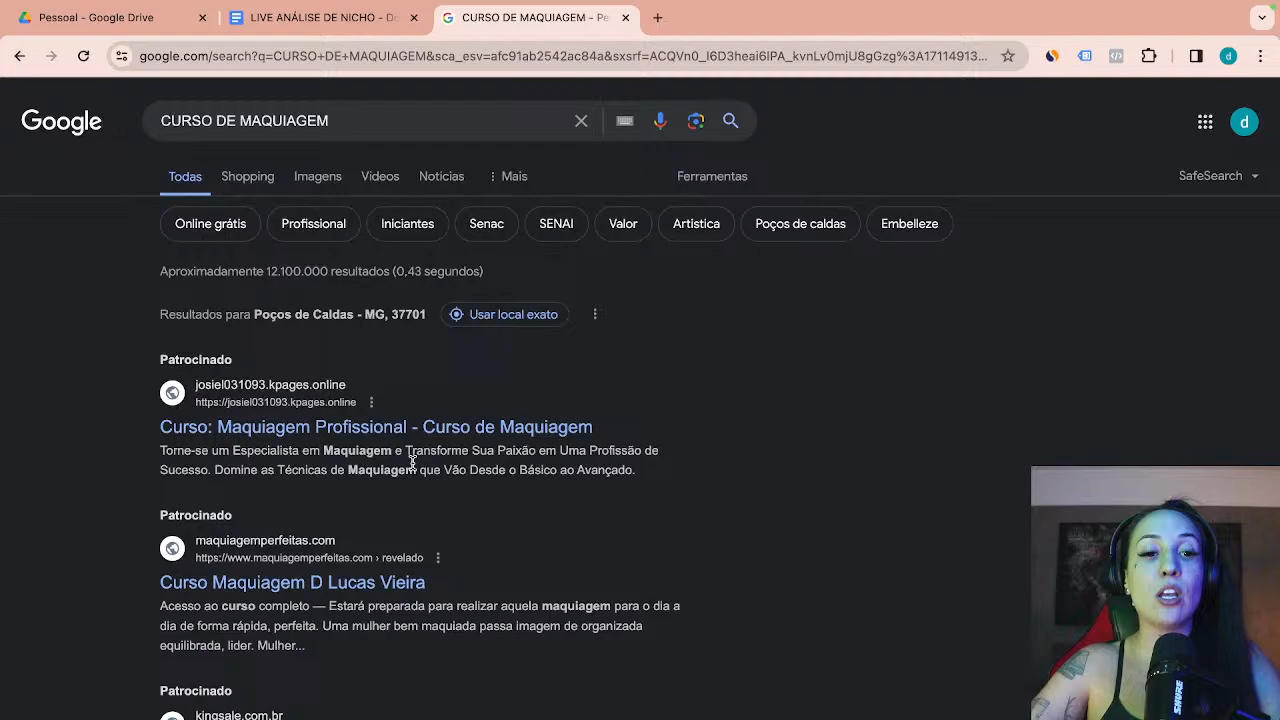 Pessoal - Google Drive
LIVE ANÁLISE DE NICHO - Do
CURSO DE MAQUIAGEM - Pe
google.com/search?q=CURSO+DE+MAQUIAGEM&sca_esv=afc91ab2542ac84a&sxsrf=ACQVn0_I6D3heai6IPA_kvnLv0mjU8gGzg%3A17114913...
d
Google
CURSO DE MAQUIAGEM
d
Todas
Shopping
Imagens
Vídeos
Notícias
Mais
Ferramentas
SafeSearch
Online grátis
Profissional
Iniciantes
Senac
SENAI
Valor
Artística
Poços de caldas
Embelleze
Aproximadamente 12.100.000 resultados (0,43 segundos)
Resultados para Poços de Caldas - MG, 37701
Usar local exato
Patrocinado
josiel031093.kpages.online
https://josiel031093.kpages.online
Curso: Maquiagem Profissional - Curso de Maquiagem
Torne-se um Especialista em Maquiagem e Transforme Sua Paixão em Uma Profissão de
Sucesso. Domine as Técnicas de Maquiagem que Vão Desde o Básico ao Avançado.
Patrocinado
maquiagemperfeitas.com
https://www.maquiagemperfeitas.com › revelado
Curso Maquiagem D Lucas Vieira
Acesso ao curso completo — Estará preparada para realizar aquela maquiagem para o dia a
dia de forma rápida, perfeita. Uma mulher bem maquiada passa imagem de organizada
equilibrada, lider. Mulher...
Patrocinado
kingsale.com.br
SHURE